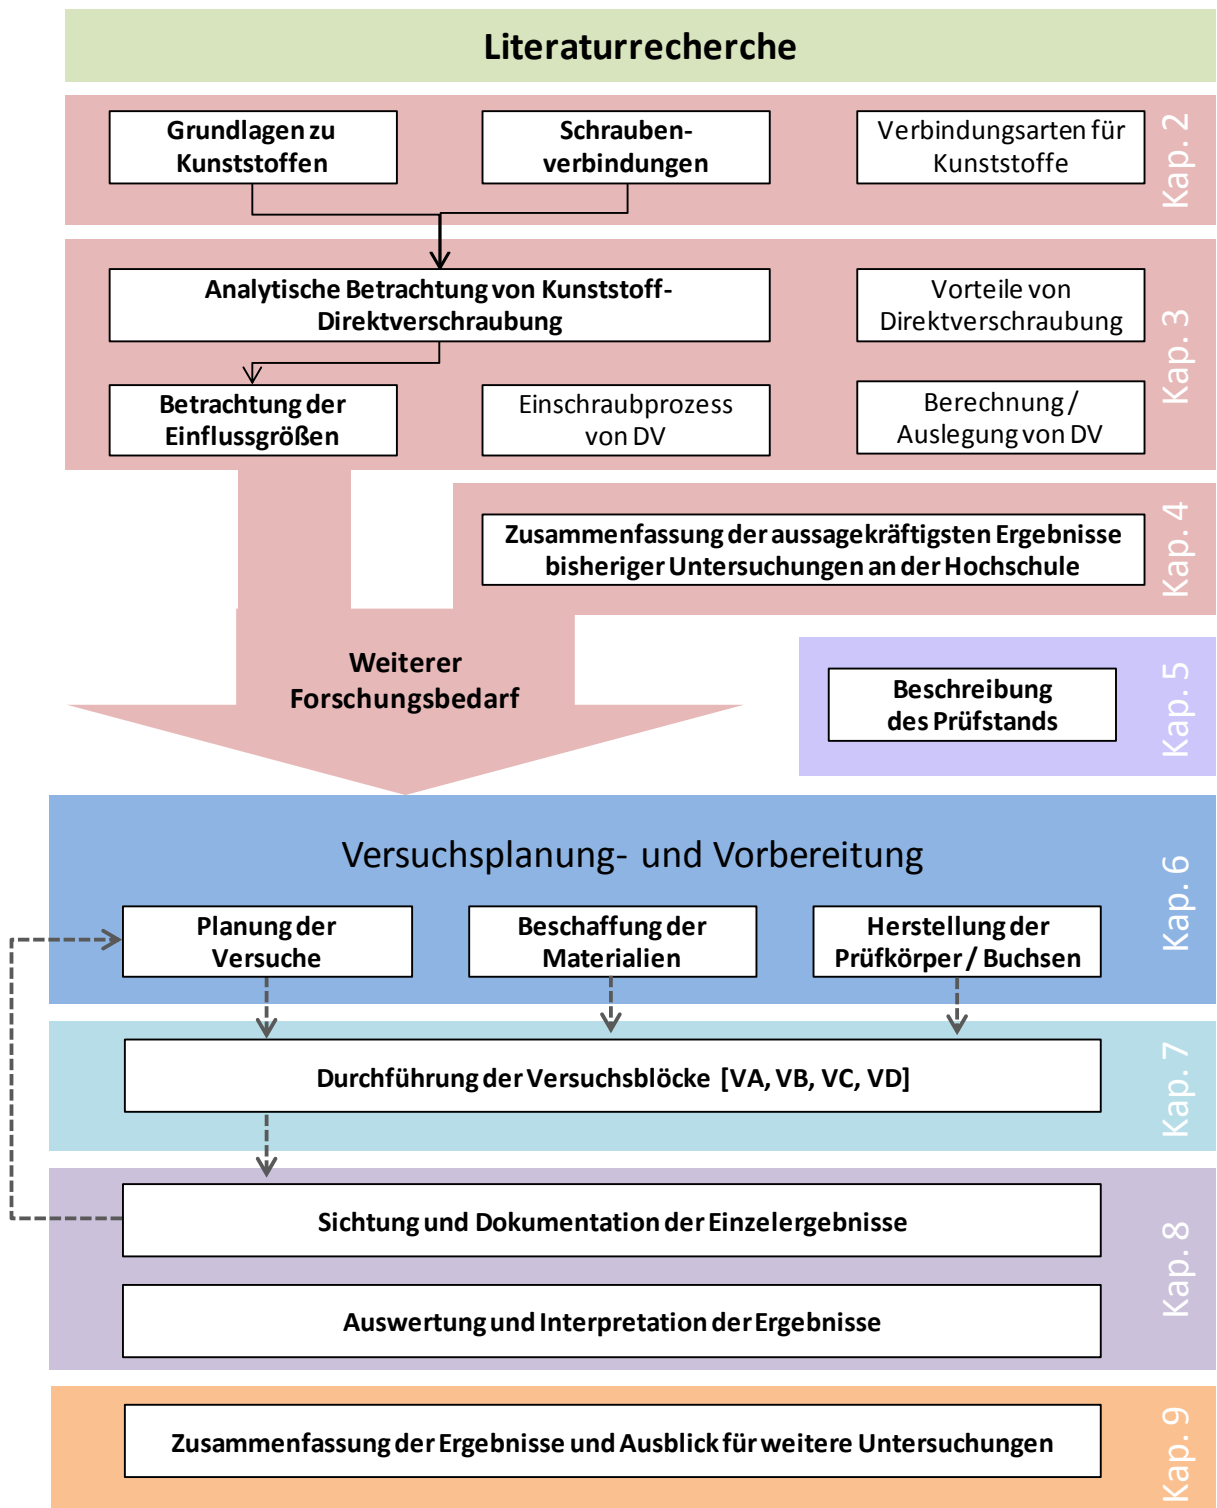 Literaturrecherche
Grundlagen zu
Kunststoffen
Schrauben-
verbindungen
Verbindungsarten für
Kunststoffe
Kap. 2
Analytische Betrachtung von Kunststoff-
Direktverschraubung
Vorteile von
Direktverschraubung
Betrachtung der
Einflussgrößen
Einschraubprozess
von DV
Berechnung /
Auslegung von DV
Kap. 3
Zusammenfassung der aussagekräftigsten Ergebnisse
bisheriger Untersuchungen an der Hochschule
Kap. 4
Weiterer
Forschungsbedarf
Beschreibung
des Prüfstands
Kap. 5
Versuchsplanung- und Vorbereitung
Planung der
Versuche
Beschaffung der
Materialien
Herstellung der
Prüfkörper / Buchsen
Kap. 6
Durchführung der Versuchsblöcke [VA, VB, VC, VD]
Kap. 7
Sichtung und Dokumentation der Einzelergebnisse
Auswertung und Interpretation der Ergebnisse
Kap. 8
Zusammenfassung der Ergebnisse und Ausblick für weitere Untersuchungen
Kap. 9